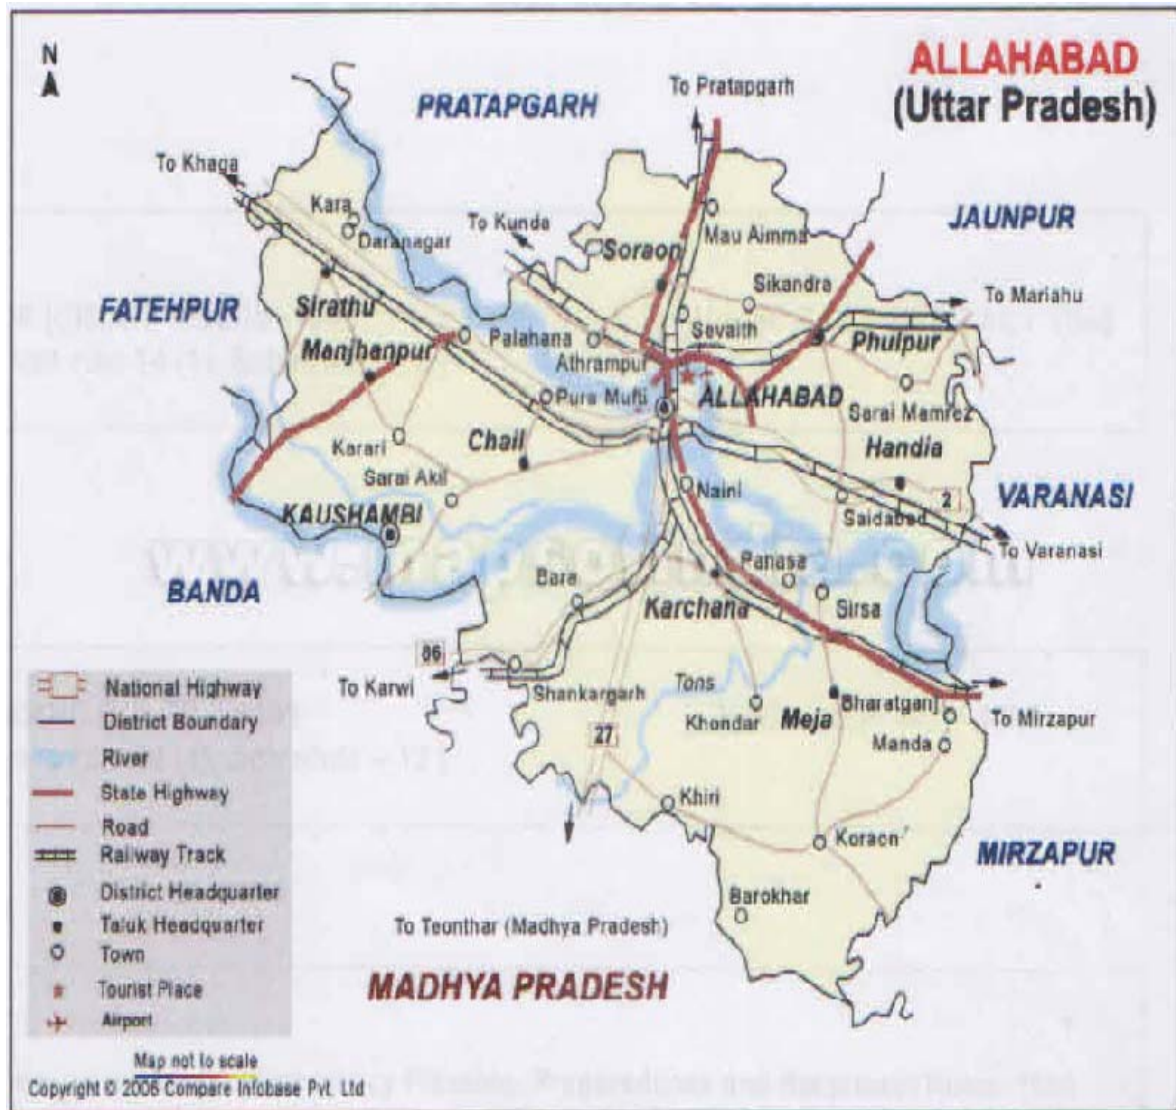 N
ALLAHABAD
(Uttar Pradesh)
To Pratapgarh
PRATAPGARH
To Khaga
JAUNPUR
Kara
Daranagar
To Kunda
Mau Aimma
Soraon
Sikandra
To Mariahu
FATEHPUR
Sirathu
Sevaith
Phulpur
Manjhanpur
Palahana
Athrampur
Pura Mufti
ALLAHABAD
Sarai Mamrez
Karari
Chail
Handia
Sarai Akil
Naini
2
VARANASI
KAUSHAMBI
Saidabad
To Varanasi
BANDA
Bara
Panasa
Karchana
Sirsa
86
To Karwi
Shankargarh
Tons
Khondar
Meja
Bharatganj
To Mirzapur
Manda
27
Khiri
Koraon
MIRZAPUR
Barokhar
To Teonthar (Madhya Pradesh)
MADHYA PRADESH
National Highway
District Boundary
River
State Highway
Road
Railway Track
District Headquarter
Taluk Headquarter
Town
Tourist Place
Airport
Map not to scale
Copyright © 2006 Compare Infobase Pvt. Ltd